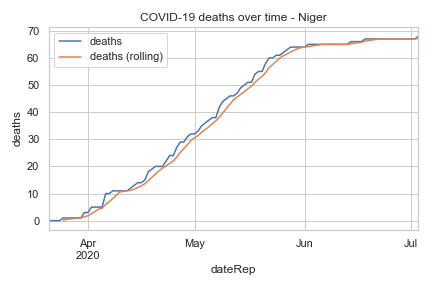 COVID-19 deaths over time - Niger
70
60
50
40
30
20
10
0
deaths
deaths
deaths (rolling)
Apr
2020
May
Jun
Jul
dateRep